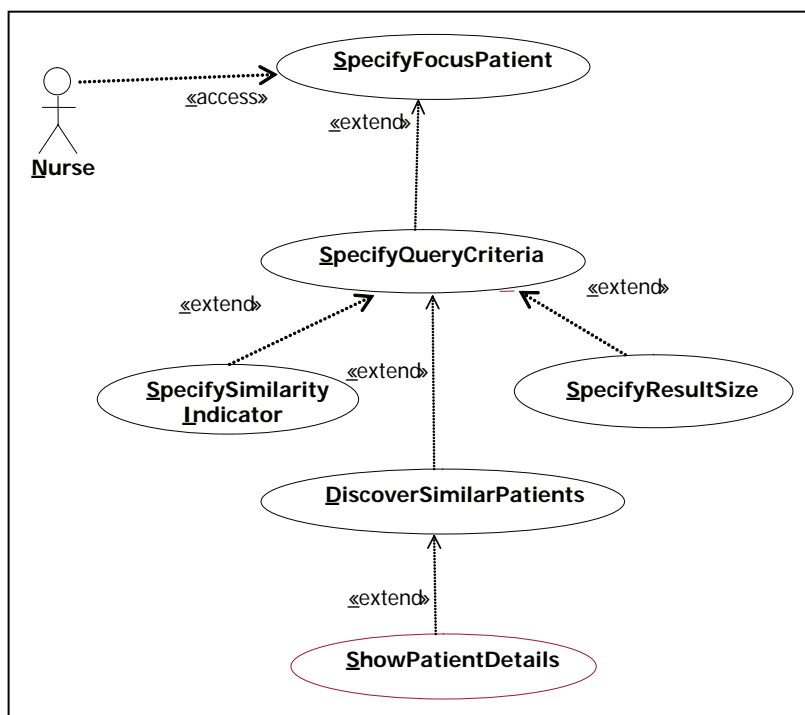 SpecifyFocusPatient
«access»
«extend»
Nurse
SpecifyQueryCriteria
«extend»
«extend»
«extend»
SpecifySimilarity
Indicator
SpecifyResultSize
DiscoverSimilarPatients
«extend»
ShowPatientDetails